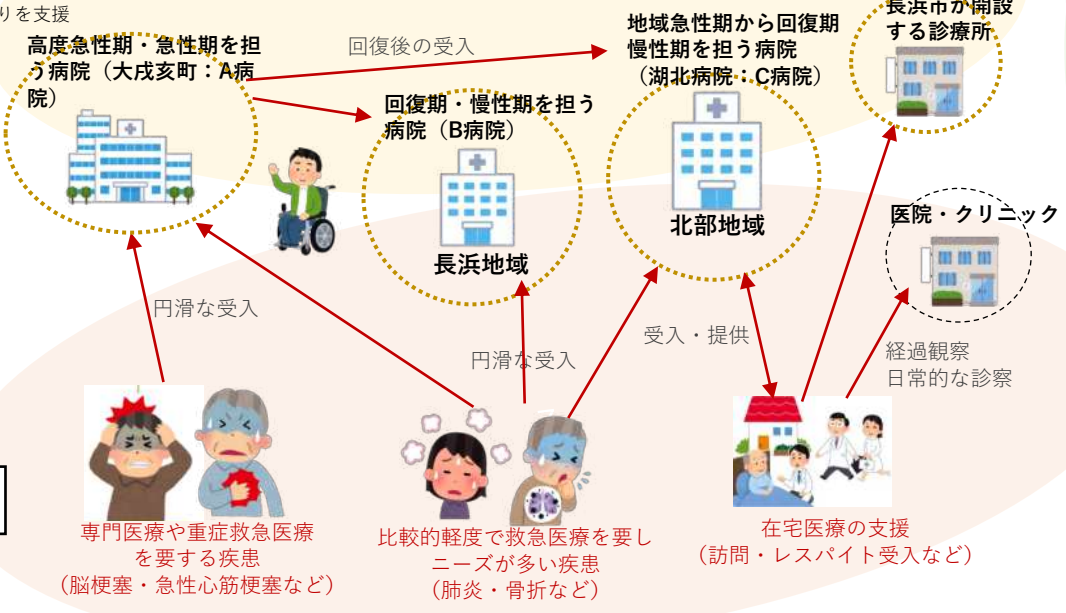 りを支援
高度急性期・急性期を担
う病院（大戌亥町：A病
院）
回復後の受入
地域急性期から回復期
慢性期を担う病院
（湖北病院：C病院）
長浜市が開設
する診療所
回復期・慢性期を担う
病院（B病院）
長浜地域
北部地域
医院・クリニック
円滑な受入
円滑な受入
受入・提供
経過観察
日常的な診察
専門医療や重症救急医療
を要する疾患
（脳梗塞・急性心筋梗塞など）
比較的軽度で救急医療を要し
ニーズが多い疾患
（肺炎・骨折など）
在宅医療の支援
（訪問・レスパイト受入など）